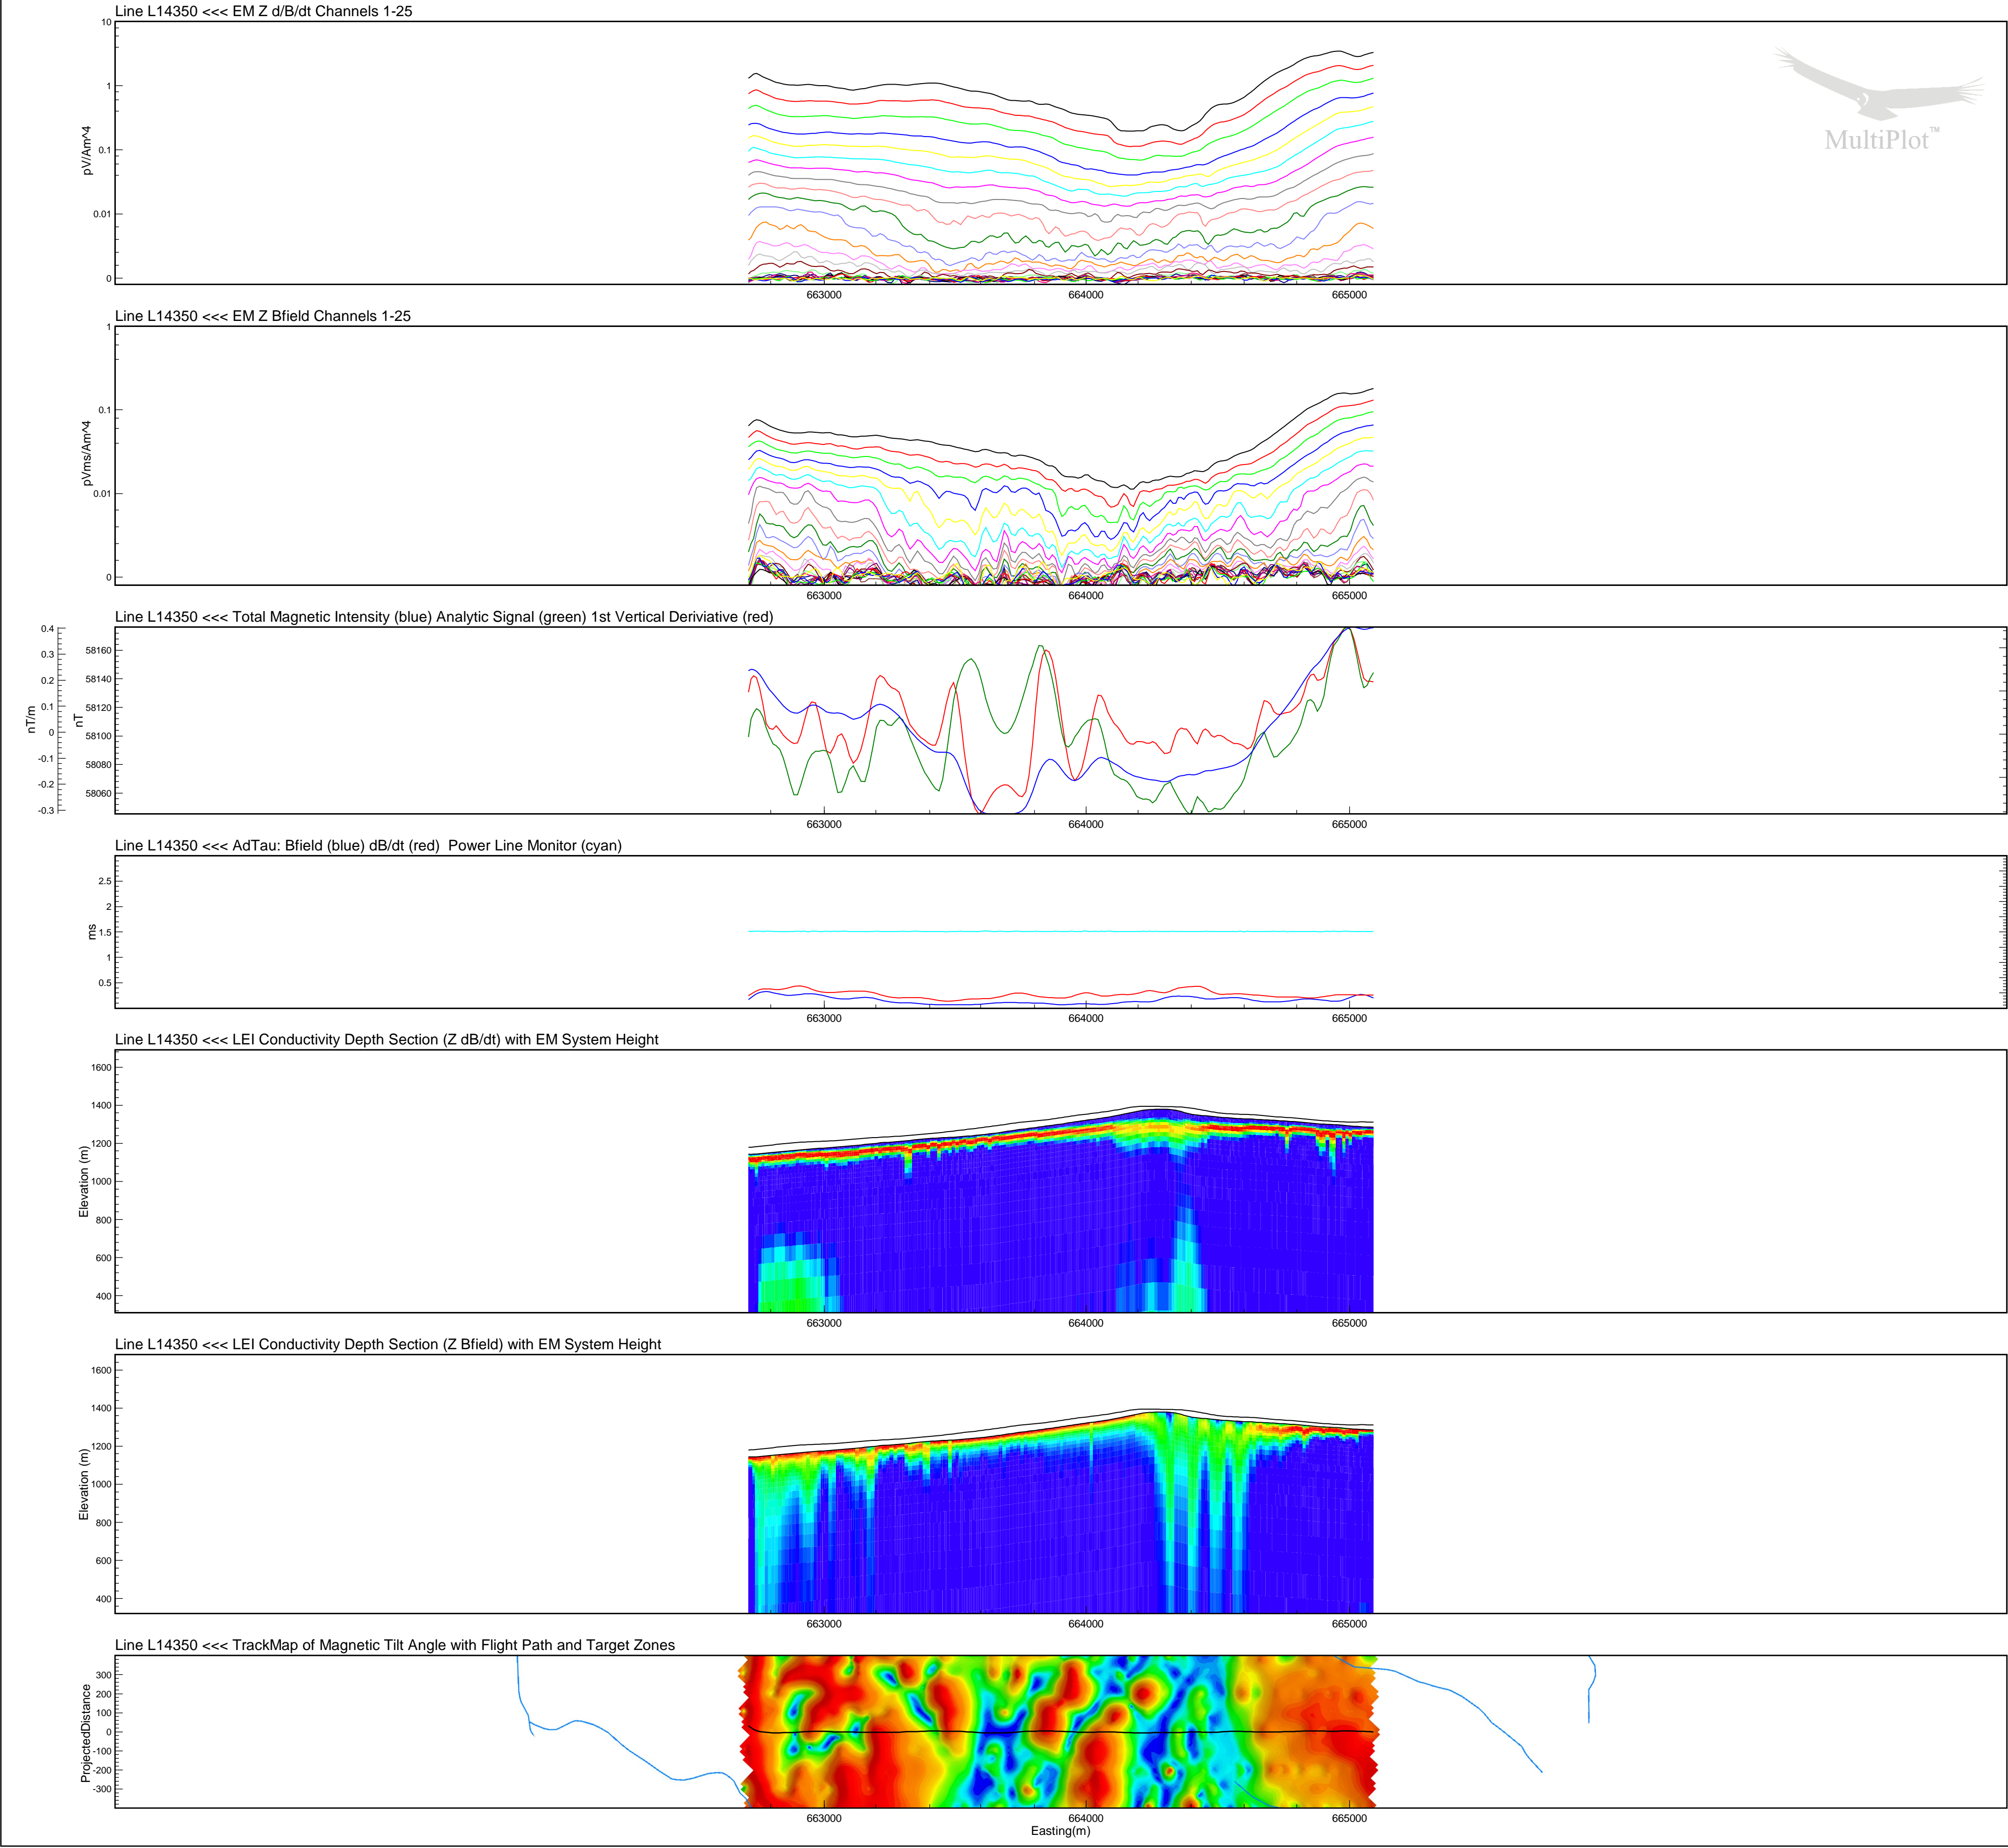 Line L14350 <<< EM Z d/B/dt Channels 1-25
10
1
0.1
0.01
0
pV/Am^4
MultiPlot™
663000 664000 665000
Line L14350 <<< EM Z Bfield Channels 1-25
1
0.1
0.01
0
pVms/Am^4
663000 664000 665000
Line L14350 <<< Total Magnetic Intensity (blue) Analytic Signal (green) 1st Vertical Deriviative (red)
0.4
0.3
0.2
0.1
0
-0.1
-0.2
-0.3
nT/m
58160
58140
58120
58100
58080
58060
nT
663000 664000 665000
Line L14350 <<< AdTau: Bfield (blue) dB/dt (red)  Power Line Monitor (cyan)
2.5
2
1.5
1
0.5
ms
663000 664000 665000
Line L14350 <<< LEI Conductivity Depth Section (Z dB/dt) with EM System Height
1600
1400
1200
1000
800
600
400
Elevation (m)
663000 664000 665000
Line L14350 <<< LEI Conductivity Depth Section (Z Bfield) with EM System Height
1600
1400
1200
1000
800
600
400
Elevation (m)
663000 664000 665000
Line L14350 <<< TrackMap of Magnetic Tilt Angle with Flight Path and Target Zones
300
200
100
0
-100
-200
-300
ProjectedDistance
663000 664000 665000
Easting(m)